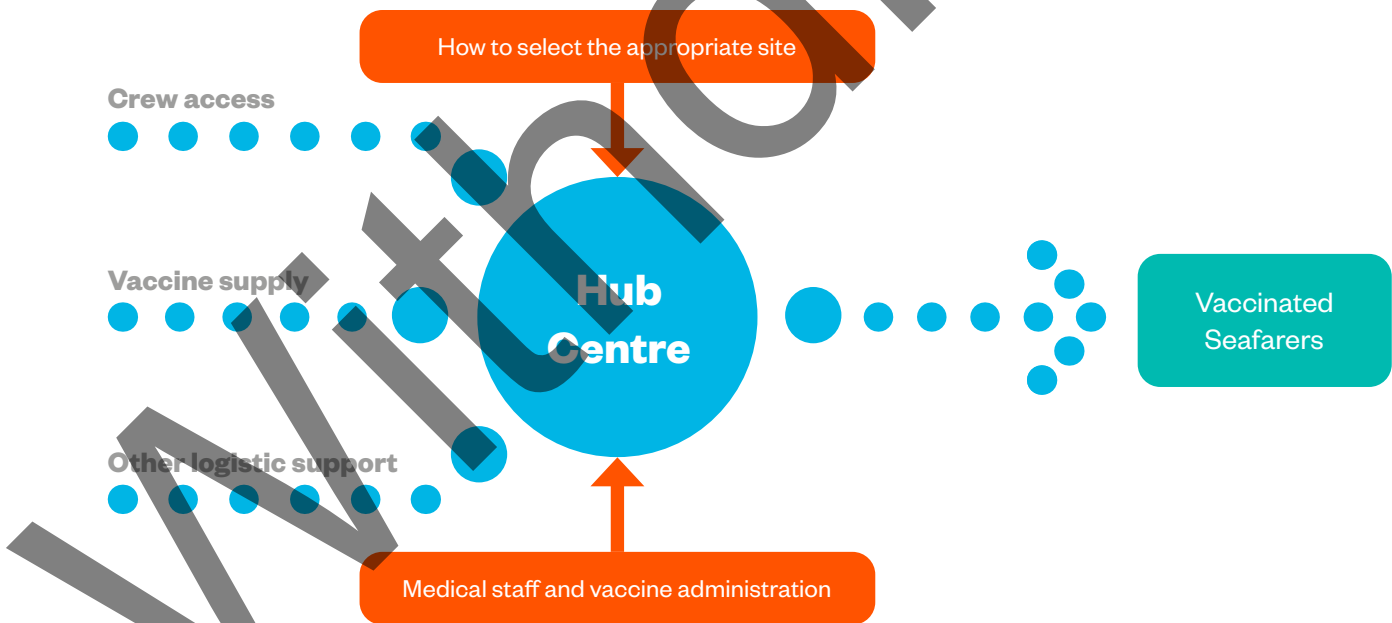 How to select the appropriate site
Crew access
Vaccine supply
Hub
Centre
Vaccinated
Seafarers
Other logistic support
Medical staff and vaccine administration